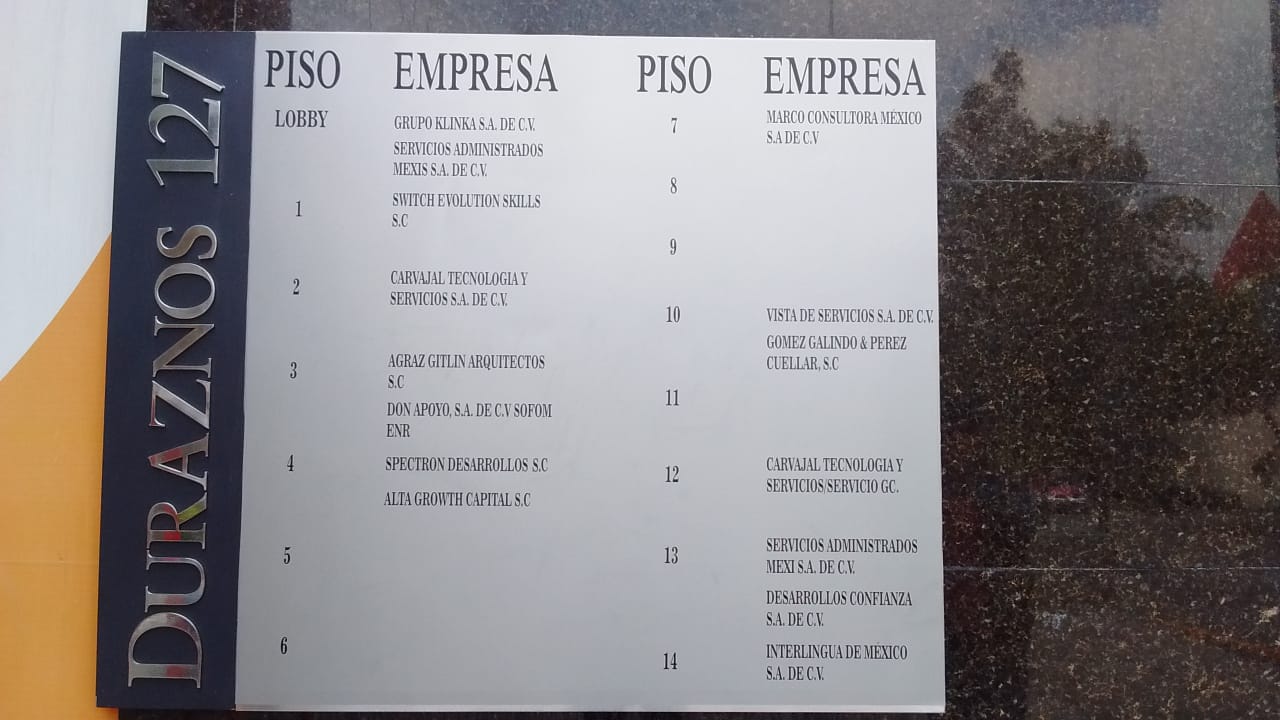 DURAZNOS 127
PISO EMPRESA
LOBBY GRUPO KLINKA S.A. DE C.V.
SERVICIOS ADMINISTRADOS
MEXIS S.A. DE C.V.
1 SWITCH EVOLUTION SKILLS
S.C
2 CARVAJAL TECNOLOGIA Y
SERVICIOS S.A. DE C.V.
3 AGRAZ GITLIN ARQUITECTOS
S.C
DON APOYO, S.A. DE C.V SOFOM
ENR
4 SPECTRON DESARROLLOS S.C
ALTA GROWTH CAPITAL S.C
5
6
PISO EMPRESA
7 MARCO CONSULTORA MÉXICO
S.A DE C.V
8
9
10 VISTA DE SERVICIOS S.A. DE C.V.
GOMEZ GALINDO & PEREZ
CUELLAR, S.C
11
12 CARVAJAL TECNOLOGIA Y
SERVICIOS/SERVICIO GC.
13 SERVICIOS ADMINISTRADOS
MEXI S.A. DE C.V.
DESARROLLOS CONFIANZA
S.A. DE C.V.
14 INTERLINGUA DE MÉXICO
S.A. DE C.V.